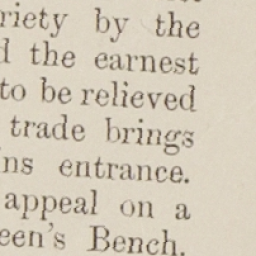 riety by the
d the earnest
to be relieved
trade brings
ns entrance.
appeal on a
een's Bench.